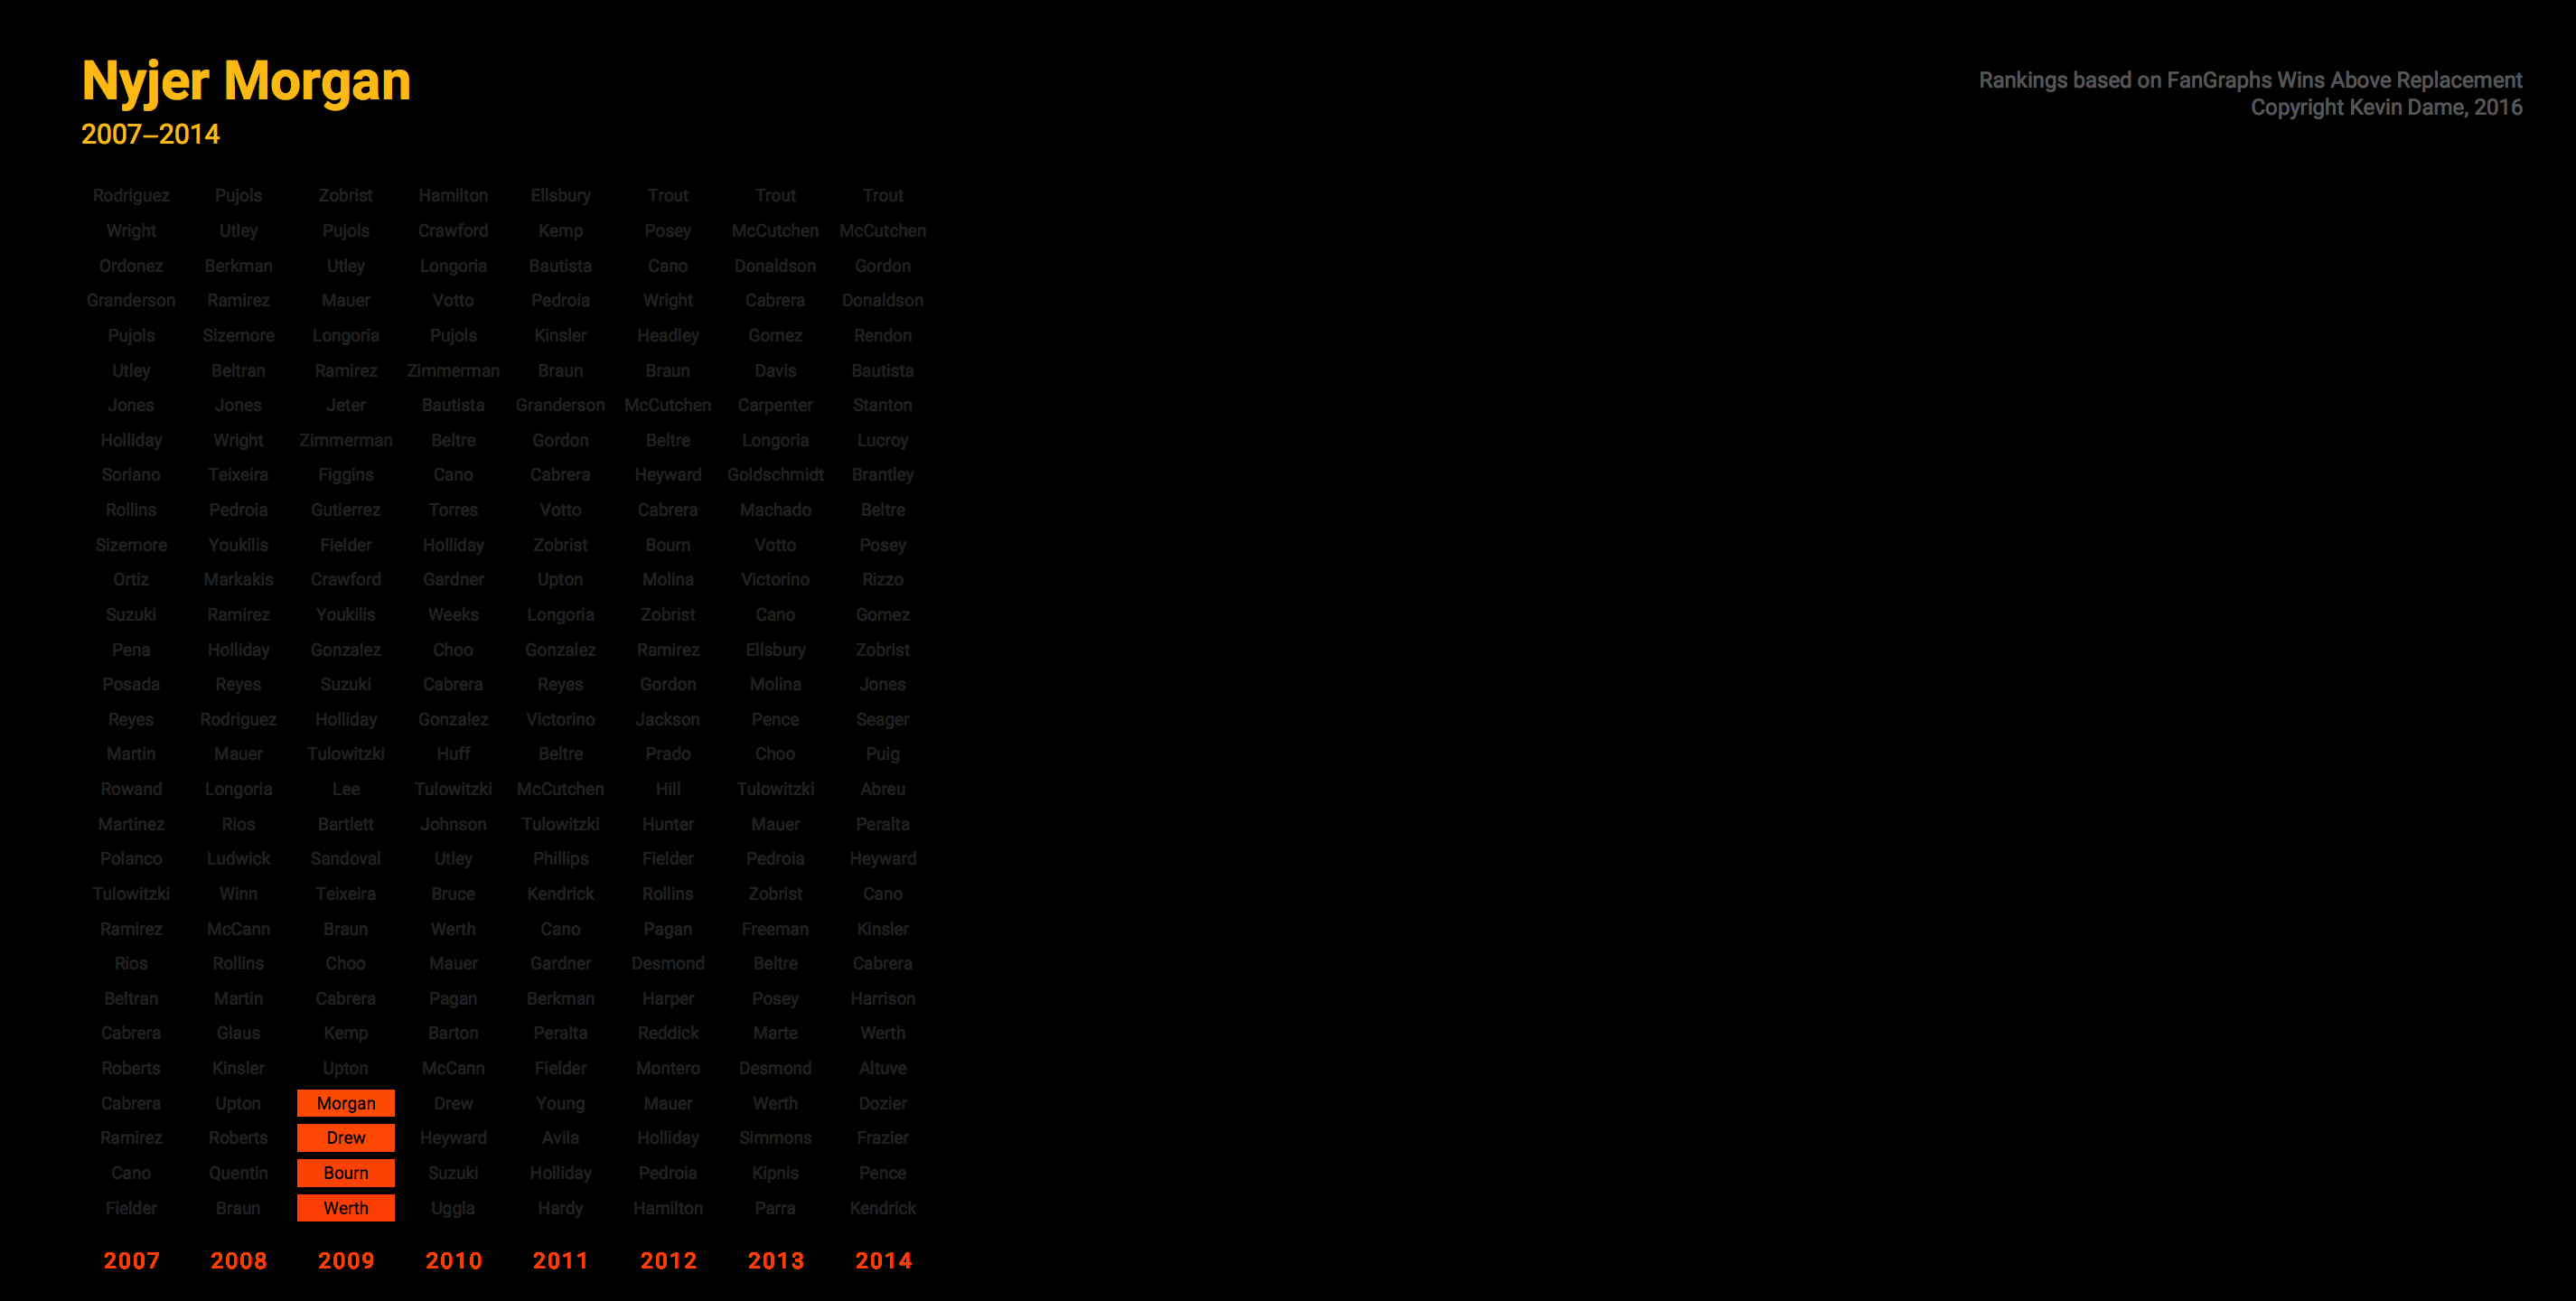 Nyjer Morgan
2007–2014
Rankings based on FanGraphs Wins Above Replacement
Copyright Kevin Dame, 2016
Rodriguez Pujols Zobrist Hamilton Ellsbury Trout Trout Trout
Wright Utley Pujols Crawford Kemp Posey McCutchen McCutchen
Ordonez Berkman Utley Longoria Bautista Cano Donaldson Gordon
Granderson Ramirez Mauer Votto Pedroia Wright Cabrera Donaldson
Pujols Sizemore Longoria Pujols Kinsler Headley Gomez Rendon
Utley Beltran Ramirez Zimmerman Braun Braun Davis Bautista
Jones Jones Jeter Bautista Granderson McCutchen Carpenter Stanton
Holliday Wright Zimmerman Beltre Gordon Beltre Longoria Lucroy
Soriano Teixeira Figgins Cano Cabrera Heyward Goldschmidt Brantley
Rollins Pedroia Gutierrez Torres Votto Cabrera Machado Beltre
Sizemore Youkilis Fielder Holliday Zobrist Bourn Votto Posey
Ortiz Markakis Crawford Gardner Upton Molina Victorino Rizzo
Suzuki Ramirez Youkilis Weeks Longoria Zobrist Cano Gomez
Pena Holliday Gonzalez Choo Gonzalez Ramirez Ellsbury Zobrist
Posada Reyes Suzuki Cabrera Reyes Gordon Molina Jones
Reyes Rodriguez Holliday Gonzalez Victorino Jackson Pence Seager
Martin Mauer Tulowitzki Huff Beltre Prado Choo Puig
Rowand Longoria Lee Tulowitzki McCutchen Hill Tulowitzki Abreu
Martinez Rios Bartlett Johnson Tulowitzki Hunter Mauer Peralta
Polanco Ludwick Sandoval Utley Phillips Fielder Pedroia Heyward
Tulowitzki Winn Teixeira Bruce Kendrick Rollins Zobrist Cano
Ramirez McCann Braun Werth Cano Pagan Freeman Kinsler
Rios Rollins Choo Mauer Gardner Desmond Beltre Cabrera
Beltran Martin Cabrera Pagan Berkman Harper Posey Harrison
Cabrera Glaus Kemp Barton Peralta Reddick Marte Werth
Roberts Kinsler Upton McCann Fielder Montero Desmond Altuve
Cabrera Upton Morgan Drew Young Mauer Werth Dozier
Ramirez Roberts Drew Heyward Avila Holliday Simmons Frazier
Cano Quentin Bourn Suzuki Holliday Pedroia Kipnis Pence
Fielder Braun Werth Uggla Hardy Hamilton Parra Kendrick
2007 2008 2009 2010 2011 2012 2013 2014